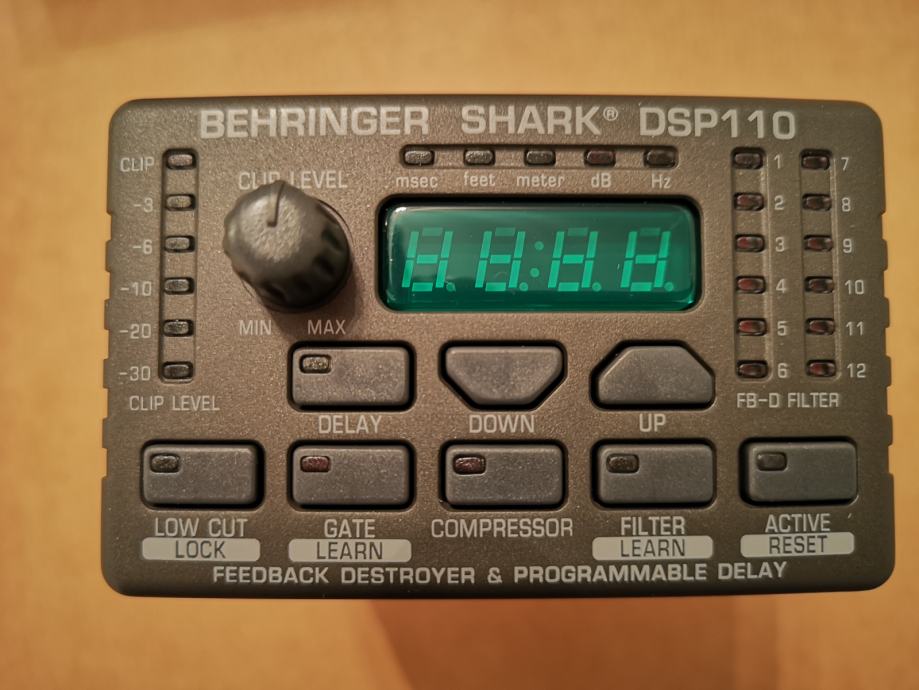 BEHRINGER SHARK® DSP110
CLIP
-3
-6
-10
-20
-30
CLIP LEVEL
CLIP LEVEL
MIN MAX
msec feet meter dB Hz
1 7
2 8
3 9
4 10
5 11
6 12
FB-D FILTER
DELAY DOWN UP
LOW CUT GATE COMPRESSOR FILTER ACTIVE
LOCK LEARN LEARN RESET
FEEDBACK DESTROYER & PROGRAMMABLE DELAY